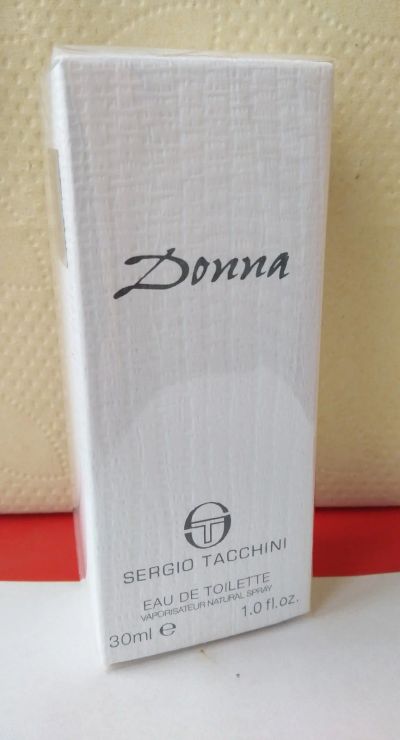 Donna
SERGIO TACCHINI
EAU DE TOILETTE
VAPORISATEUR NATURAL SPRAY
30ml e 1.0 fl.oz.